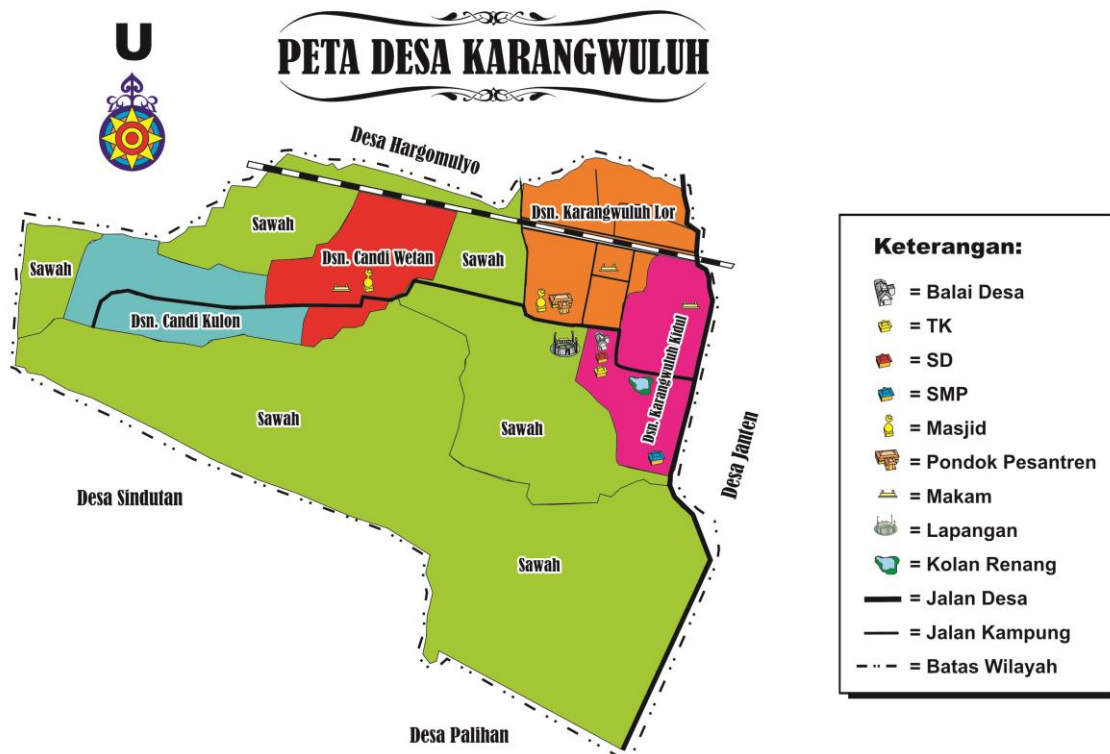 U
PETA DESA KARANGWULUH
Desa Hargomulyo
Sawah
Dsn. Karangwuluh Lor
Sawah
Dsn. Candi Wetan
Sawah
Dsn. Candi Kulon
Dsn. Karangwuluh Kidul
Sawah
Sawah
Desa Janten
Desa Sindutan
Sawah
Desa Palihan
Keterangan:
= Balai Desa
= TK
= SD
= SMP
= Masjid
= Pondok Pesantren
= Makam
= Lapangan
= Kolan Renang
= Jalan Desa
= Jalan Kampung
= Batas Wilayah